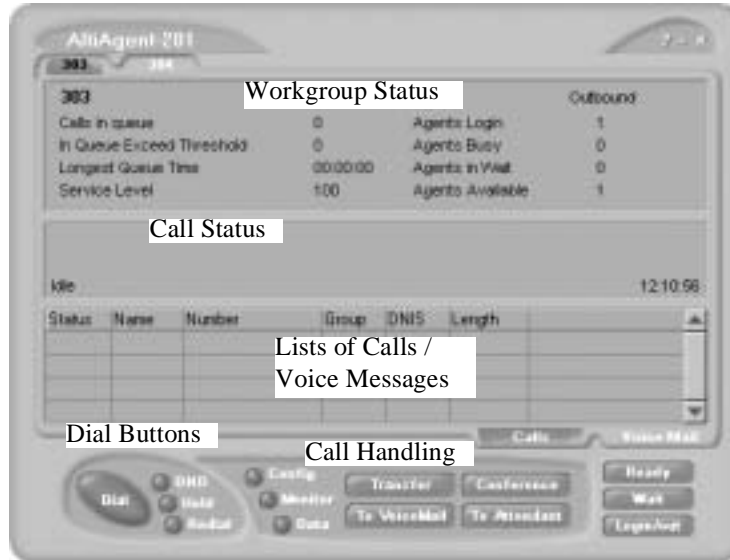 AltiAgent-201
? – ×
303 304
303 Workgroup Status Outbound
Calls in queue 0 Agents Login 1
In Queue Exceed Threshold 0 Agents Busy 0
Longest Queue Time 00:00:00 Agents in Wait 0
Service Level 100 Agents Available 1
Call Status
Idle 12:10:56
Status Name Number Group DNIS Length
Lists of Calls /
Voice Messages
Dial Buttons
Call Handling
Calls Voice Mail
Dial
DND
Hold
Redial
Config
Monitor
Data
Transfer Conference
To VoiceMail To Attendant
Ready
Wait
Login/out